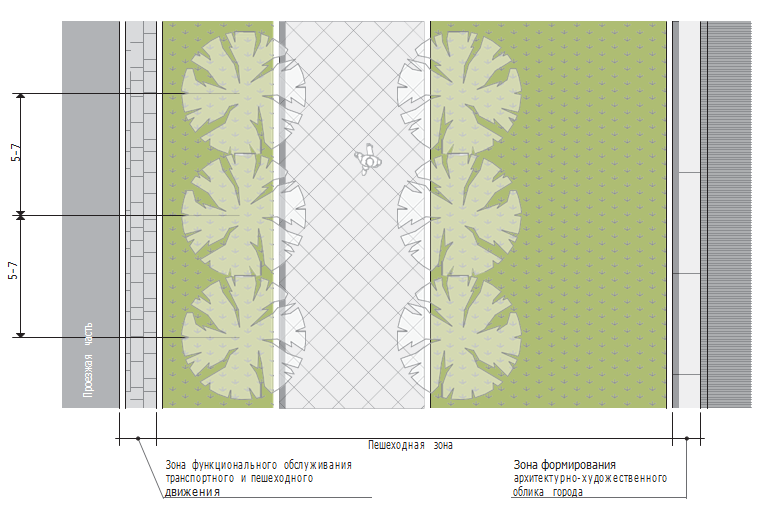 5-7
5-7
Проезжая часть
Пешеходная зона
Зона функционального обслуживания
транспортного и пешеходного
движения
Зона формирования
архитектурно-художественного
облика города